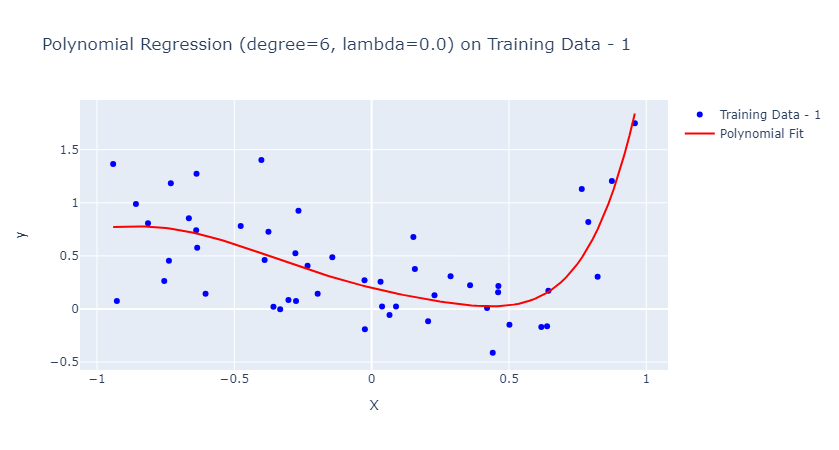 Polynomial Regression (degree=6, lambda=0.0) on Training Data - 1
Training Data - 1
Polynomial Fit
1.5
1
0.5
0
−0.5
y
−1
−0.5
0
0.5
1
X